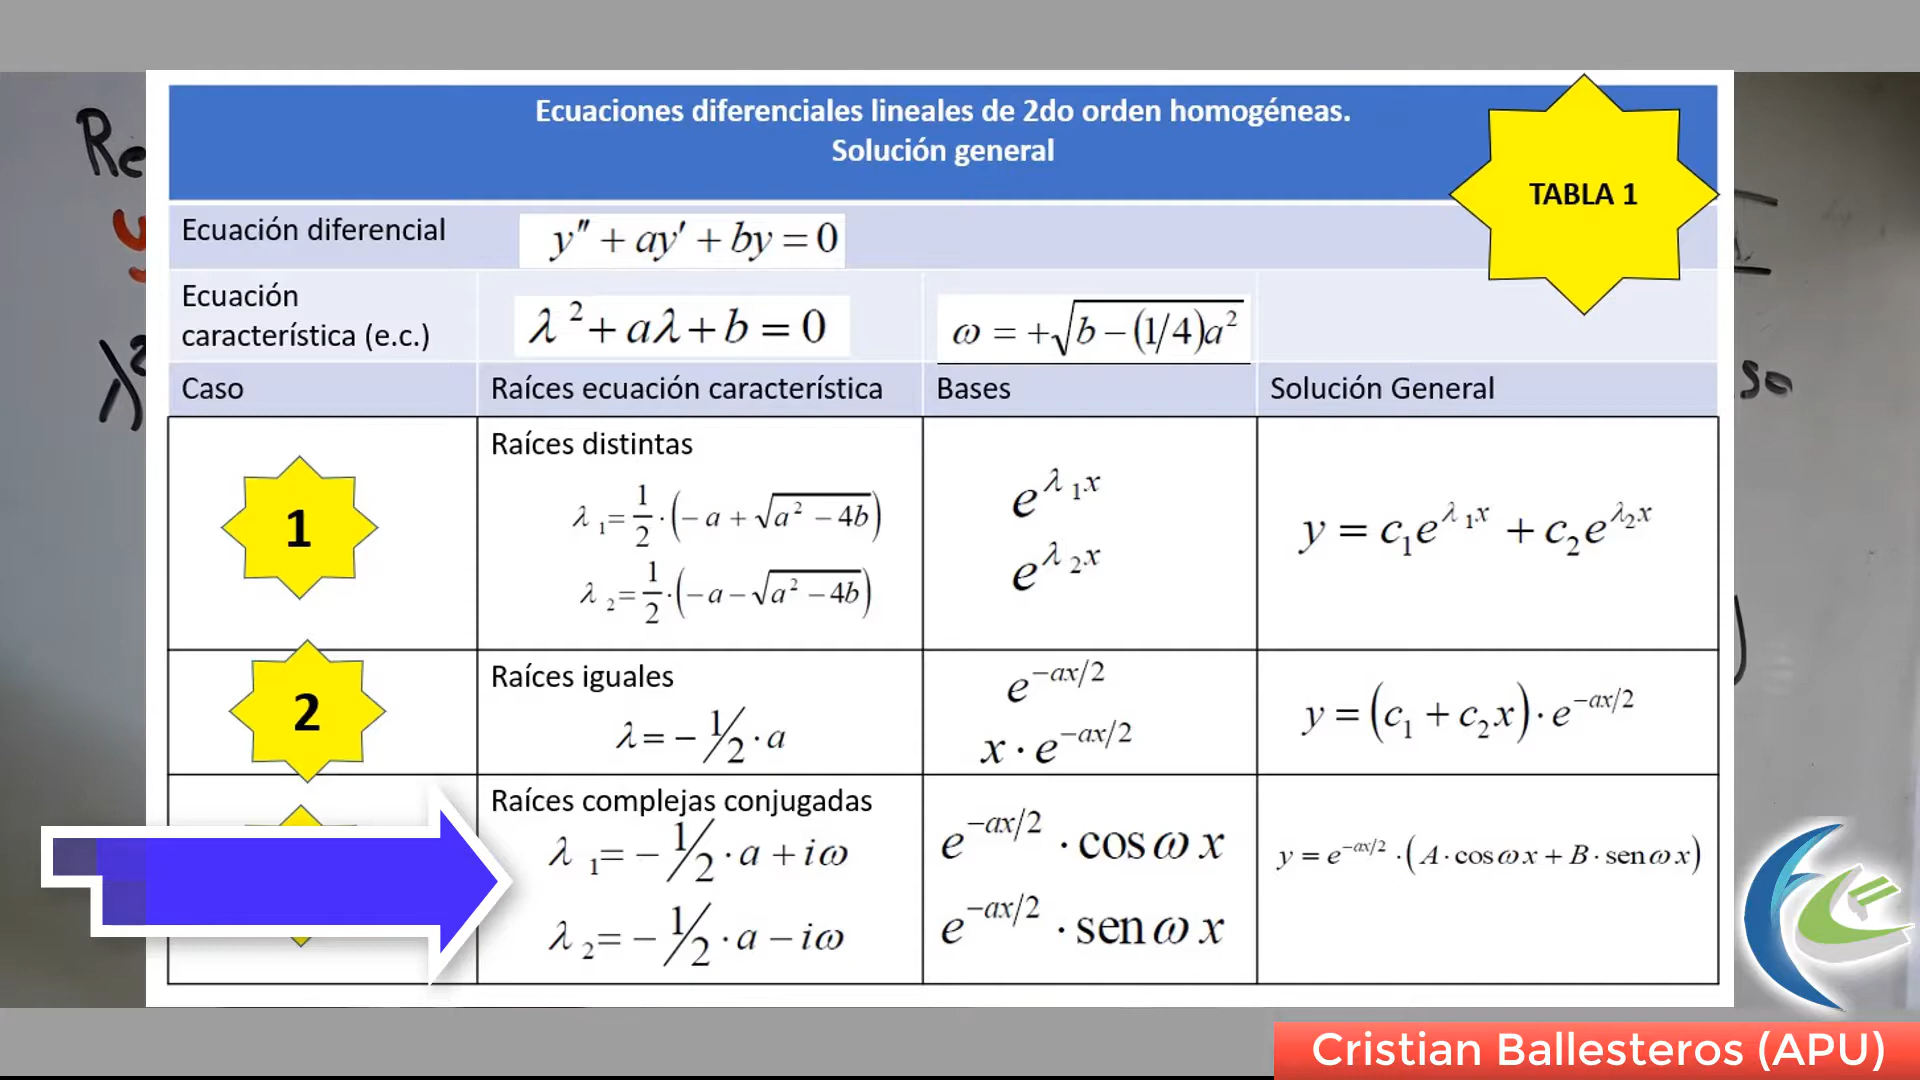 Ecuaciones diferenciales lineales de 2do orden homogéneas.
Solución general
TABLA 1
Re
Ecuación diferencial
y″ + ay′ + by = 0
Ecuación
característica (e.c.)
λ² + aλ + b = 0
ω = +√(b − (1/4)a²)
λ²
so
Caso
Raíces ecuación característica
Bases
Solución General
1
Raíces distintas
λ₁= 1/2 · (− a + √(a² − 4b))
λ₂= 1/2 · (− a − √(a² − 4b))
e^(λ₁x)
e^(λ₂x)
y = c₁e^(λ₁x) + c₂e^(λ₂x)
2
Raíces iguales
λ = − 1/2 · a
e^(−ax/2)
x · e^(−ax/2)
y = (c₁ + c₂x) · e^(−ax/2)
Raíces complejas conjugadas
λ₁= − 1/2 · a + iω
λ₂= − 1/2 · a − iω
e^(−ax/2) · cos ω x
e^(−ax/2) · sen ω x
y = e^(−ax/2) · (A · cos ω x + B · sen ω x)
Cristian Ballesteros (APU)